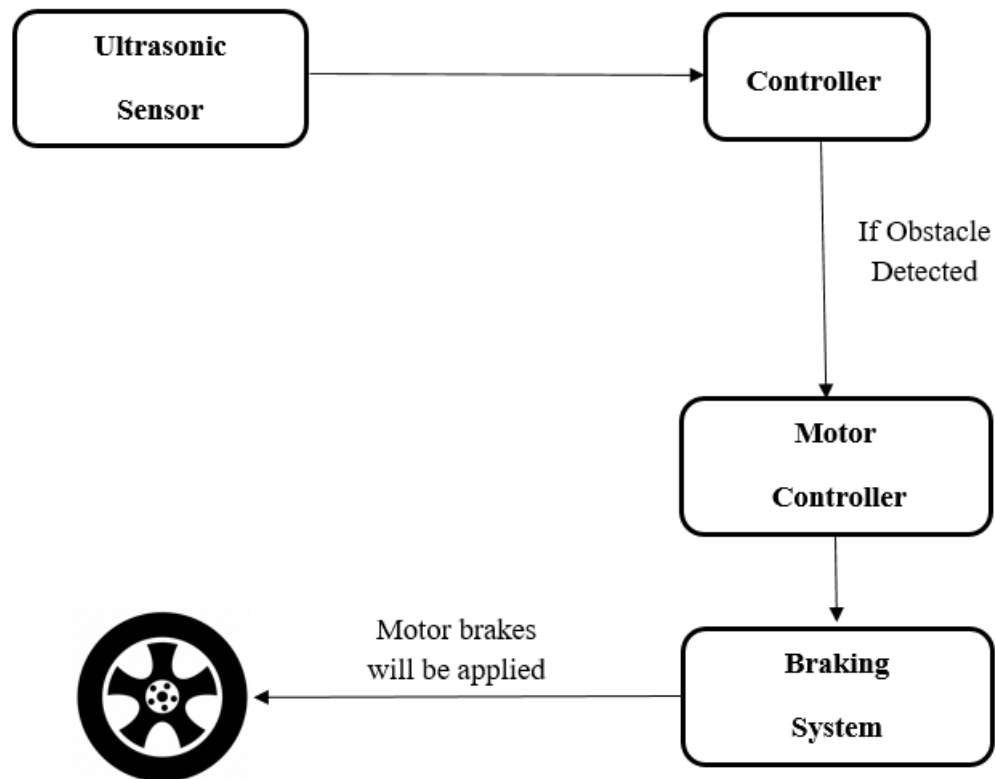 Ultrasonic
Sensor
Controller
If Obstacle
Detected
Motor
Controller
Braking
System
Motor brakes
will be applied